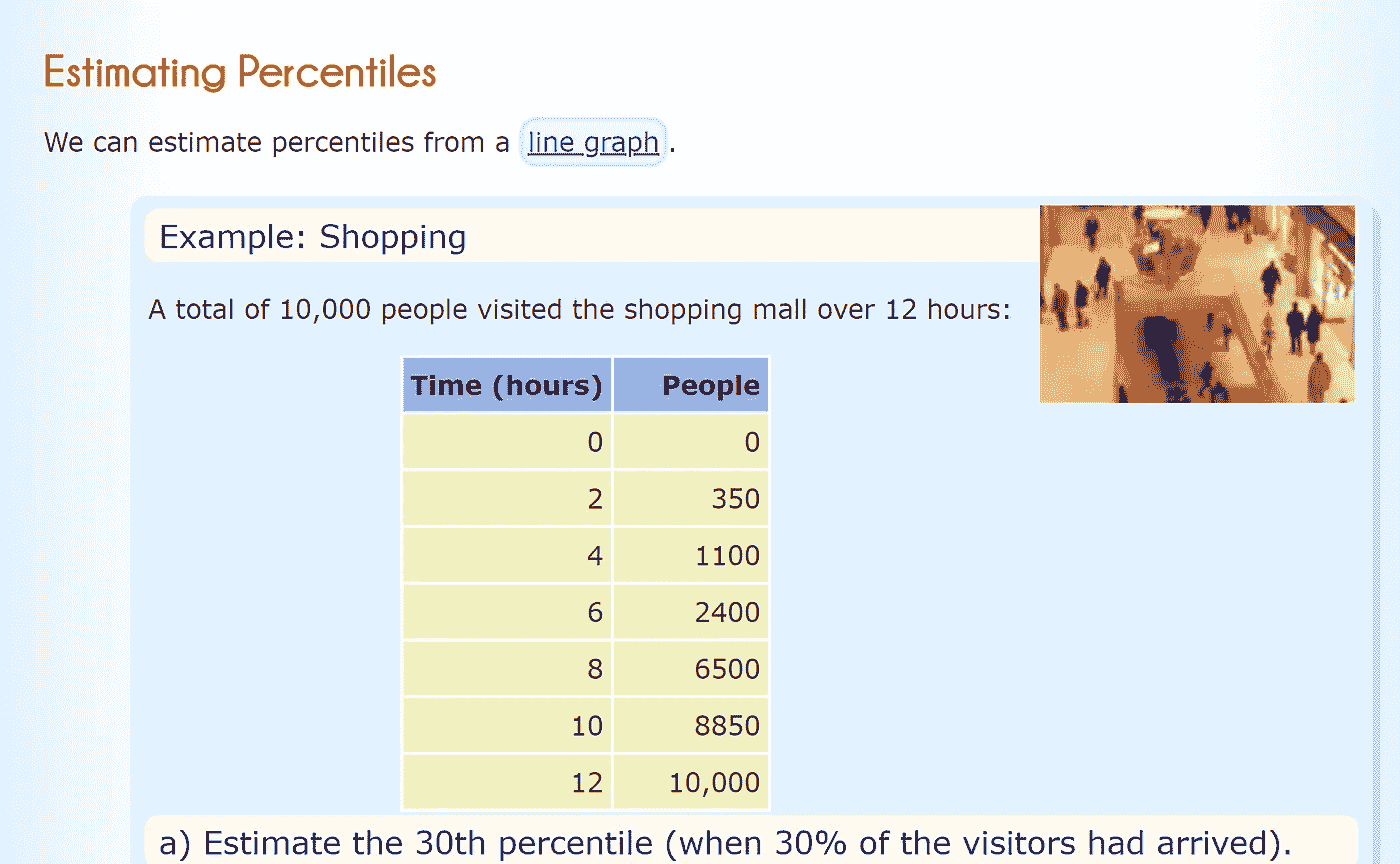 Estimating Percentiles
We can estimate percentiles from a line graph .
Example: Shopping
A total of 10,000 people visited the shopping mall over 12 hours:
Time (hours) People
0 0
2 350
4 1100
6 2400
8 6500
10 8850
12 10,000
a) Estimate the 30th percentile (when 30% of the visitors had arrived).